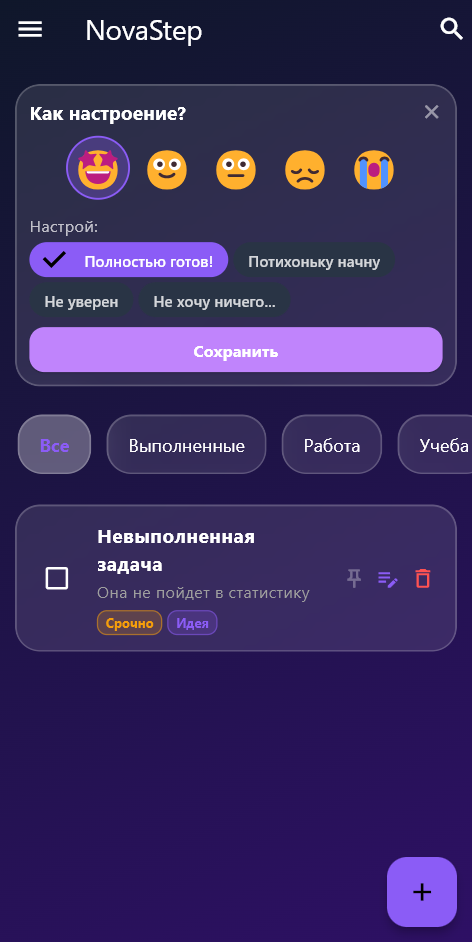 NovaStep
Как настроение?
Настрой:
Полностью готов!
Потихоньку начну
Не уверен
Не хочу ничего...
Сохранить
Все
Выполненные
Работа
Учеба
Невыполненная
задача
Она не пойдет в статистику
Срочно
Идея